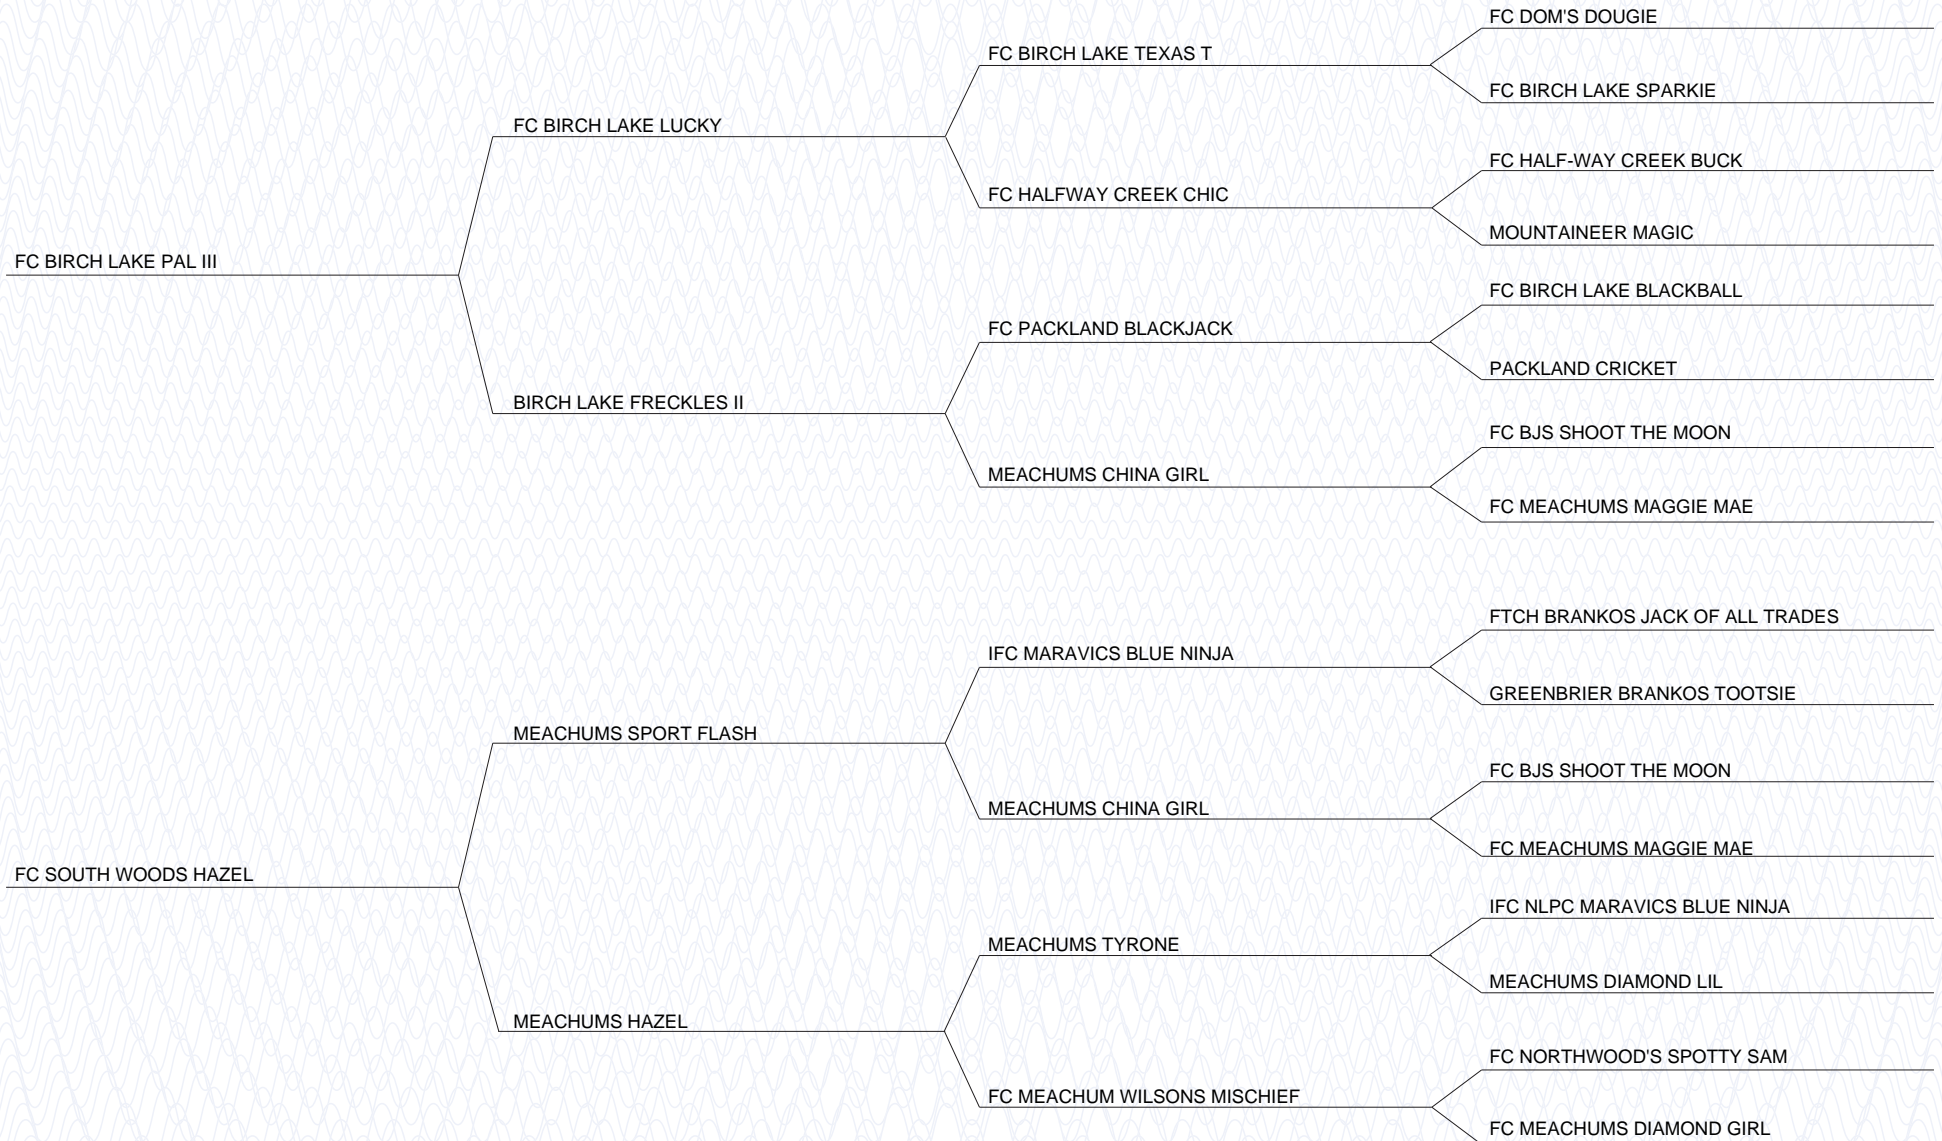 FC DOM'S DOUGIE
FC BIRCH LAKE TEXAS T
FC BIRCH LAKE SPARKIE
FC BIRCH LAKE LUCKY
FC HALF-WAY CREEK BUCK
FC HALFWAY CREEK CHIC
MOUNTAINEER MAGIC
FC BIRCH LAKE PAL III
FC BIRCH LAKE BLACKBALL
FC PACKLAND BLACKJACK
PACKLAND CRICKET
BIRCH LAKE FRECKLES II
FC BJS SHOOT THE MOON
MEACHUMS CHINA GIRL
FC MEACHUMS MAGGIE MAE
FTCH BRANKOS JACK OF ALL TRADES
IFC MARAVICS BLUE NINJA
GREENBRIER BRANKOS TOOTSIE
MEACHUMS SPORT FLASH
FC BJS SHOOT THE MOON
MEACHUMS CHINA GIRL
FC MEACHUMS MAGGIE MAE
FC SOUTH WOODS HAZEL
IFC NLPC MARAVICS BLUE NINJA
MEACHUMS TYRONE
MEACHUMS DIAMOND LIL
MEACHUMS HAZEL
FC NORTHWOOD'S SPOTTY SAM
FC MEACHUM WILSONS MISCHIEF
FC MEACHUMS DIAMOND GIRL